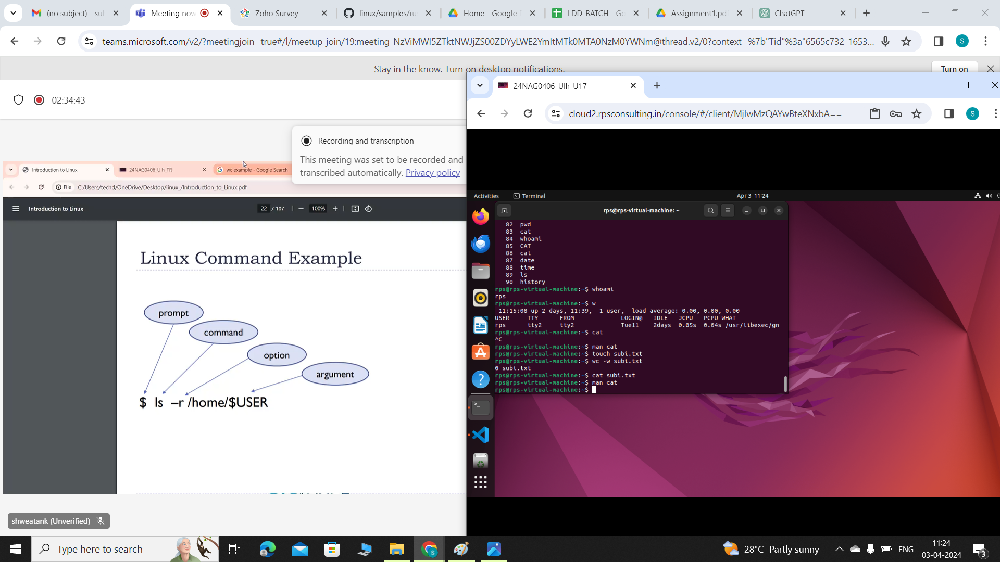 (no subject) - sub
Meeting now
Zoho Survey
linux/samples/ru
Home - Google D
LDD_BATCH - Go
Assignment1.pdf
ChatGPT
teams.microsoft.com/v2/?meetingjoin=true#/l/meetup-join/19:meeting_NzViMWI5ZTktNWJjZS00ZDYyLWE2YmItMTk0MTA0NzM0YWNm@thread.v2/0?context=%7b"Tid"%3a"6565c732-1653...
S
Stay in the know. Turn on desktop notifications.
Turn on
02:34:43
Recording and transcription
This meeting was set to be recorded and
transcribed automatically. Privacy policy
Introduction to Linux
24NAG0406_Ulh_TR
wc example - Google Search
File
C:/Users/techd/OneDrive/Desktop/linux_/Introduction_to_Linux.pdf
Introduction to Linux
22 / 107
100%
Linux Command Example
prompt
command
option
argument
$ ls –r /home/$USER
shweatank (Unverified)
24NAG0406_Ulh_U17
cloud2.rpsconsulting.in/console/#/client/MjIwMzQAYwBteXNxbA==
S
Activities
Terminal
Apr 3 11:24
rps@rps-virtual-machine: ~
82 pwd
83 cat
84 whoami
85 CAT
86 cal
87 date
88 time
89 ls
90 history
rps@rps-virtual-machine:~$ whoami
rps
rps@rps-virtual-machine:~$ w
11:15:08 up 2 days, 11:39, 1 user, load average: 0.00, 0.00, 0.00
USER TTY FROM LOGIN@ IDLE JCPU PCPU WHAT
rps tty2 tty2 Tue11 2days 0.05s 0.04s /usr/libexec/gn
rps@rps-virtual-machine:~$ cat
^C
rps@rps-virtual-machine:~$ man cat
rps@rps-virtual-machine:~$ touch subi.txt
rps@rps-virtual-machine:~$ wc -w subi.txt
0 subi.txt
rps@rps-virtual-machine:~$ cat subi.txt
rps@rps-virtual-machine:~$ man cat
rps@rps-virtual-machine:~$
Type here to search
28°C Partly sunny
ENG
11:24
03-04-2024
3